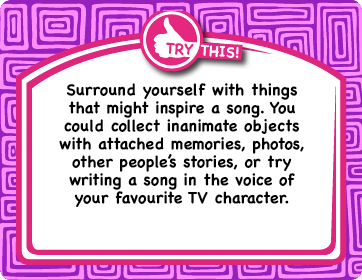 TRY THIS!
Surround yourself with things
that might inspire a song. You
could collect inanimate objects
with attached memories, photos,
other people's stories, or try
writing a song in the voice of
your favourite TV character.